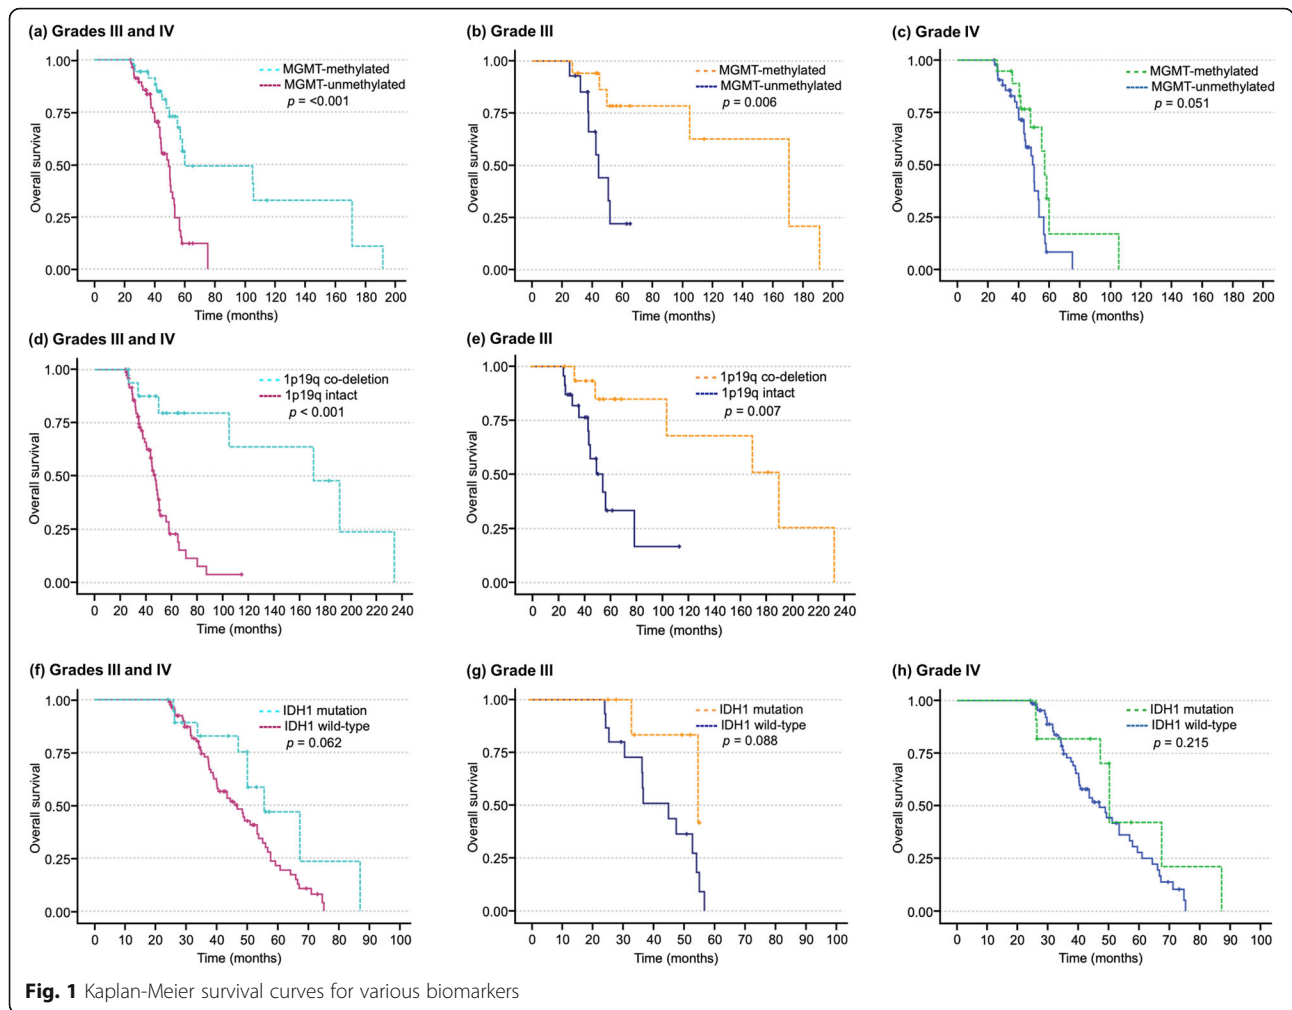 (a) Grades III and IV
1.00
0.75
0.50
0.25
0.00
Overall survival
MGMT-methylated
MGMT-unmethylated
p = <0.001
0 20 40 60 80 100 120 140 160 180 200
Time (months)
(b) Grade III
1.00
0.75
0.50
0.25
0.00
Overall survival
MGMT-methylated
MGMT-unmethylated
p = 0.006
0 20 40 60 80 100 120 140 160 180 200
Time (months)
(c) Grade IV
1.00
0.75
0.50
0.25
0.00
Overall survival
MGMT-methylated
MGMT-unmethylated
p = 0.051
0 20 40 60 80 100 120 140 160 180 200
Time (months)
(d) Grades III and IV
1.00
0.75
0.50
0.25
0.00
Overall survival
1p19q co-deletion
1p19q intact
p < 0.001
0 20 40 60 80 100 120 140 160 180 200 220 240
Time (months)
(e) Grade III
1.00
0.75
0.50
0.25
0.00
Overall survival
1p19q co-deletion
1p19q intact
p = 0.007
0 20 40 60 80 100 120 140 160 180 200 220 240
Time (months)
(f) Grades III and IV
1.00
0.75
0.50
0.25
0.00
Overall survival
IDH1 mutation
IDH1 wild-type
p = 0.062
0 10 20 30 40 50 60 70 80 90 100
Time (months)
(g) Grade III
1.00
0.75
0.50
0.25
0.00
Overall survival
IDH1 mutation
IDH1 wild-type
p = 0.088
0 10 20 30 40 50 60 70 80 90 100
Time (months)
(h) Grade IV
1.00
0.75
0.50
0.25
0.00
Overall survival
IDH1 mutation
IDH1 wild-type
p = 0.215
0 10 20 30 40 50 60 70 80 90 100
Time (months)
Fig. 1 Kaplan-Meier survival curves for various biomarkers